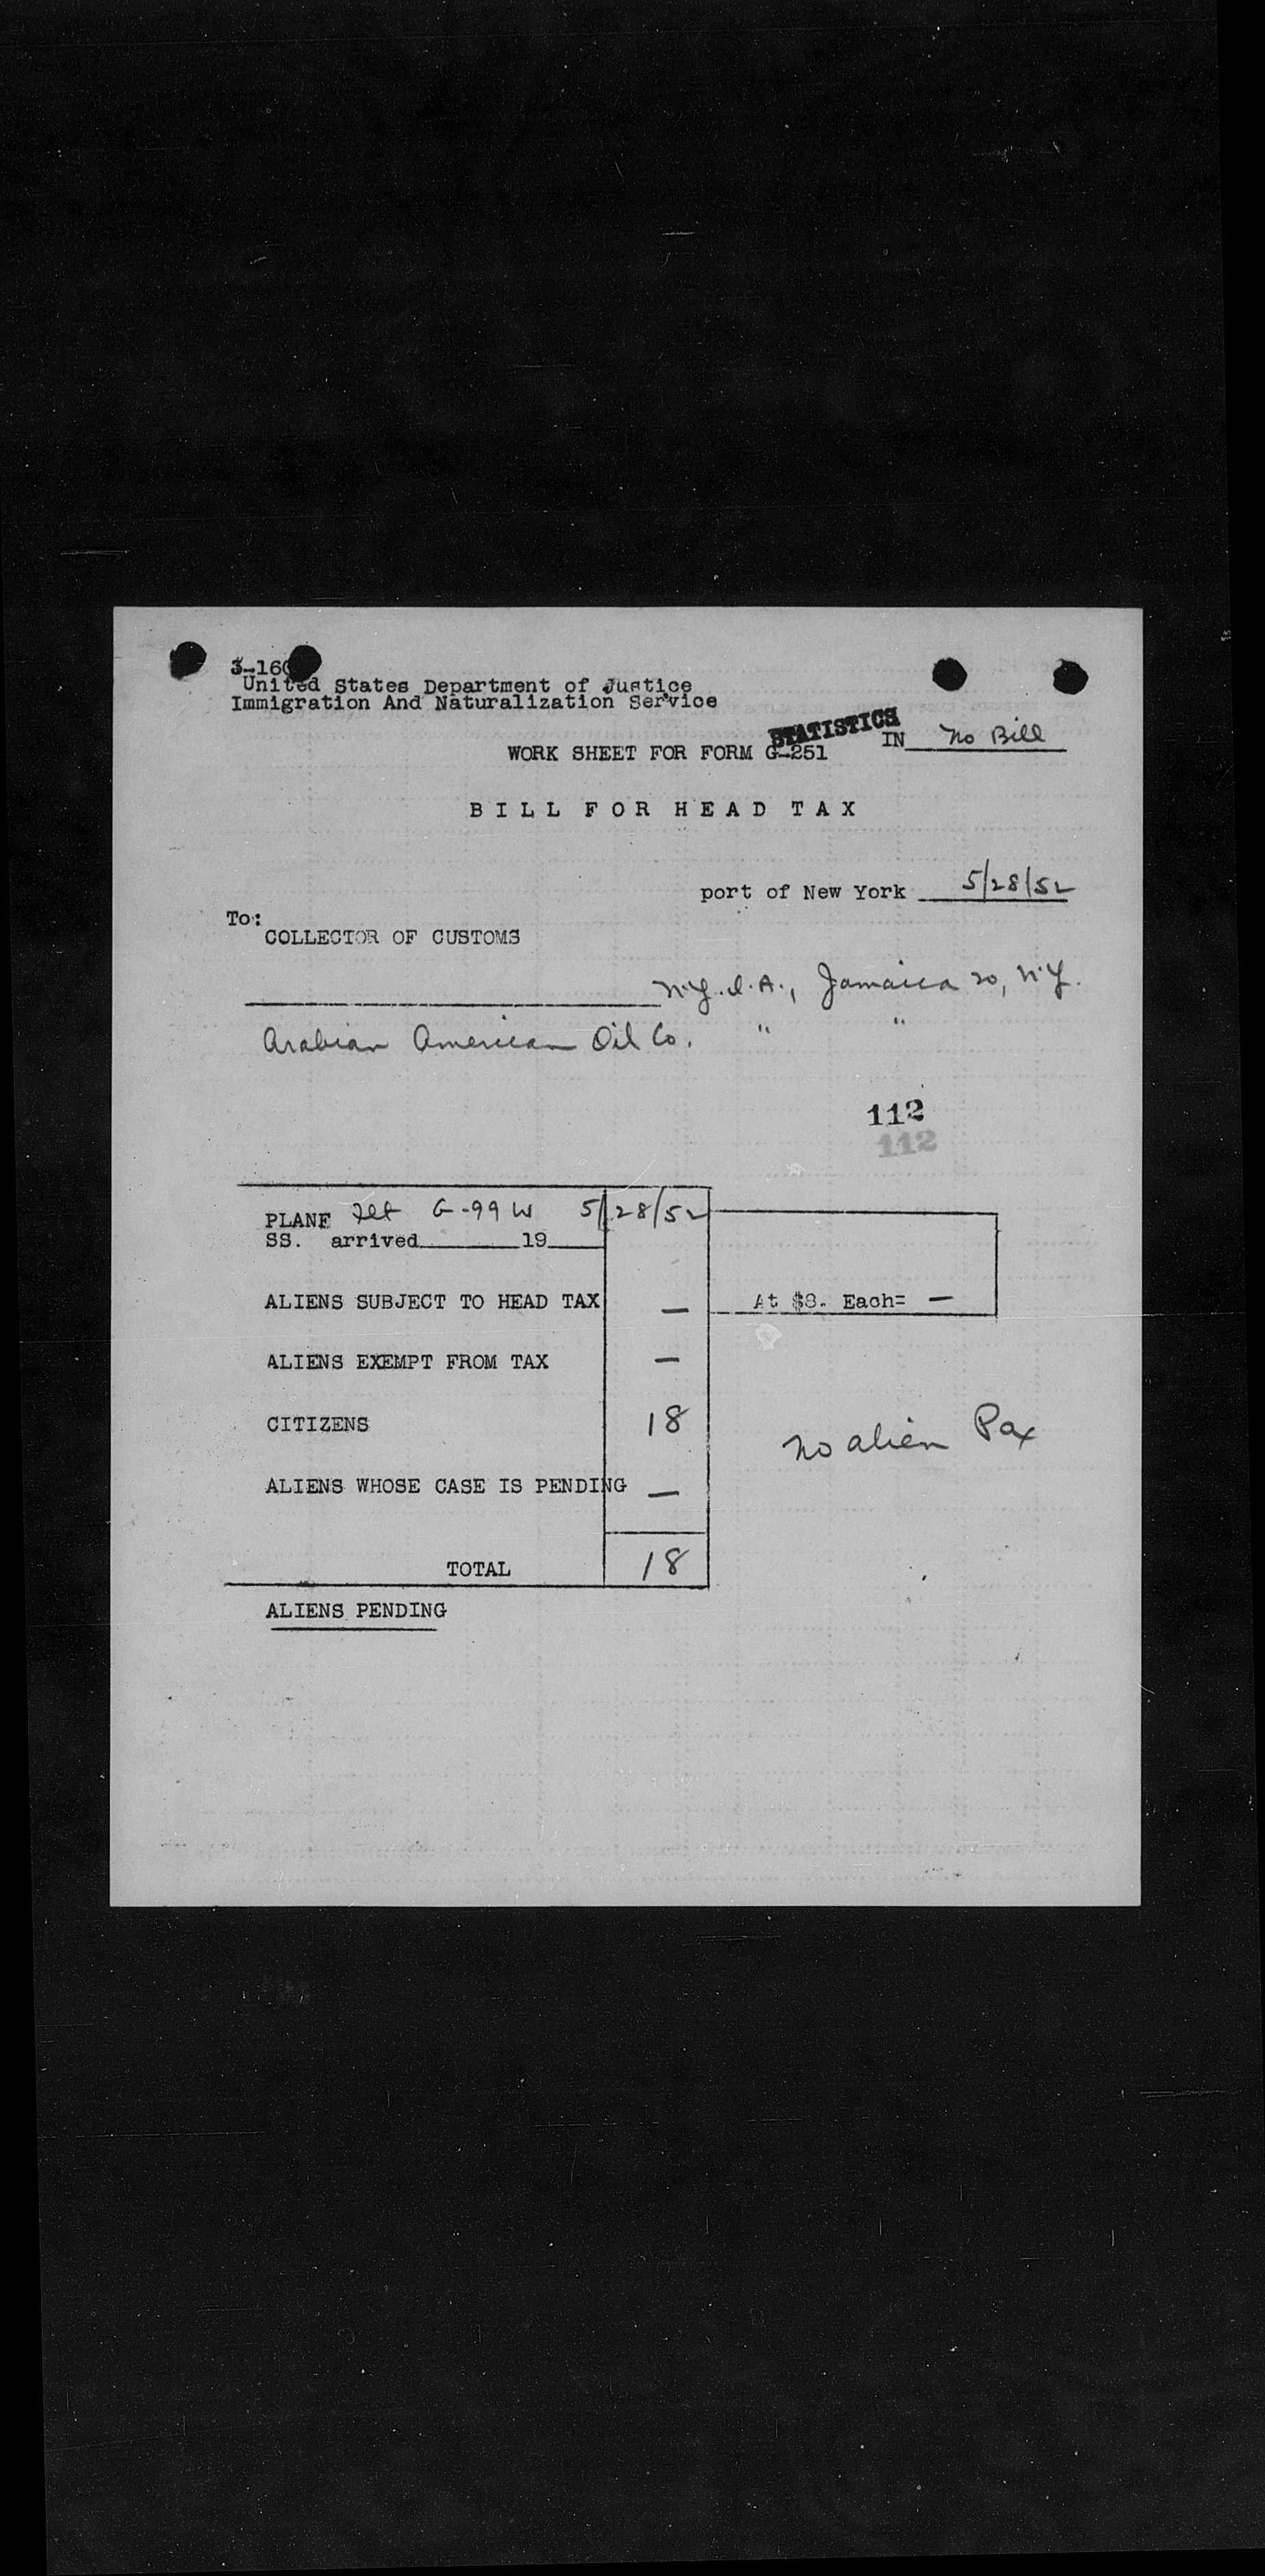 3-160
United States Department of Justice
Immigration And Naturalization Service
STATISTICS
WORK SHEET FOR FORM G-251 IN No Bill
BILL FOR HEAD TAX
port of New York 5/28/52
To:
COLLECTOR OF CUSTOMS
N.Y.I.A., Jamaica 20, N.Y.
Arabian American Oil Co. " "
112
112
PLANE Flt G-99W 5/28/52
SS. arrived 19
ALIENS SUBJECT TO HEAD TAX — At $8. Each= —
ALIENS EXEMPT FROM TAX —
CITIZENS 18
No alien Pax
ALIENS WHOSE CASE IS PENDING —
TOTAL 18
ALIENS PENDING